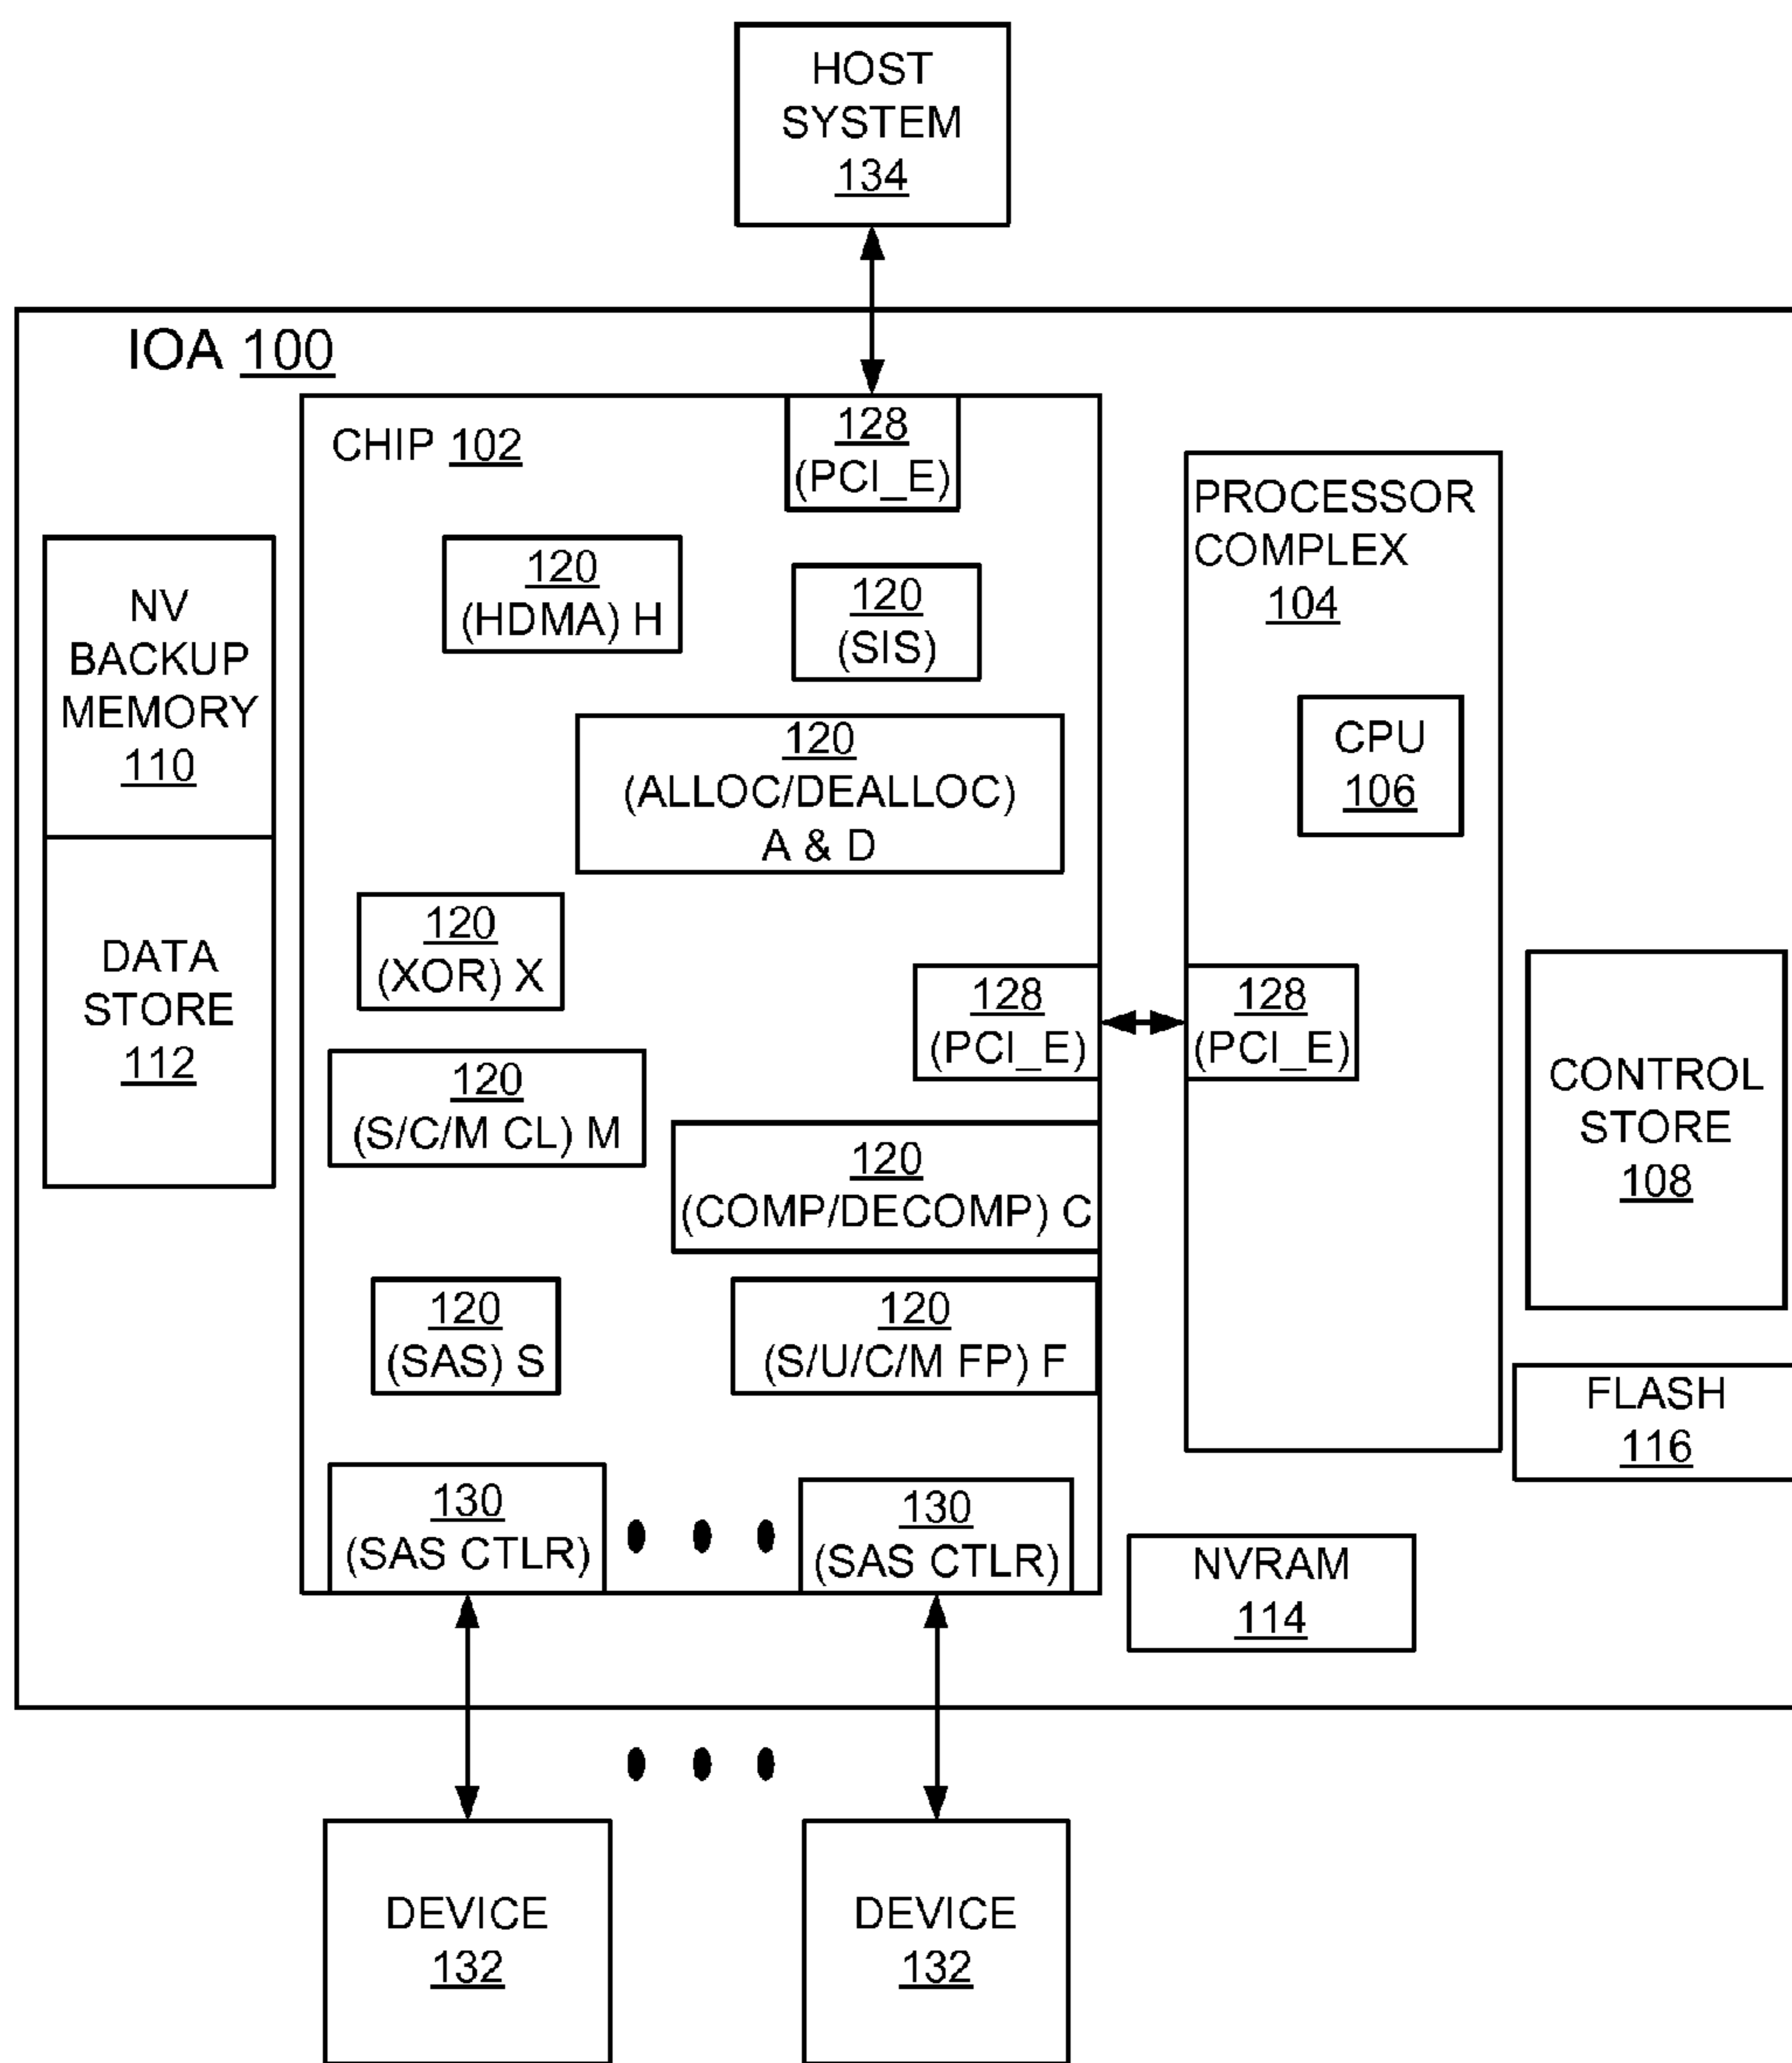 HOST
SYSTEM
134
IOA 100
CHIP 102
128
(PCI_E)
PROCESSOR
COMPLEX
104
NV
BACKUP
MEMORY
110
120
(HDMA) H
120
(SIS)
CPU
106
120
(ALLOC/DEALLOC)
A & D
DATA
STORE
112
120
(XOR) X
128
(PCI_E)
128
(PCI_E)
CONTROL
STORE
108
120
(S/C/M CL) M
120
(COMP/DECOMP) C
120
(SAS) S
120
(S/U/C/M FP) F
FLASH
116
130
(SAS CTLR)
130
(SAS CTLR)
NVRAM
114
DEVICE
132
DEVICE
132